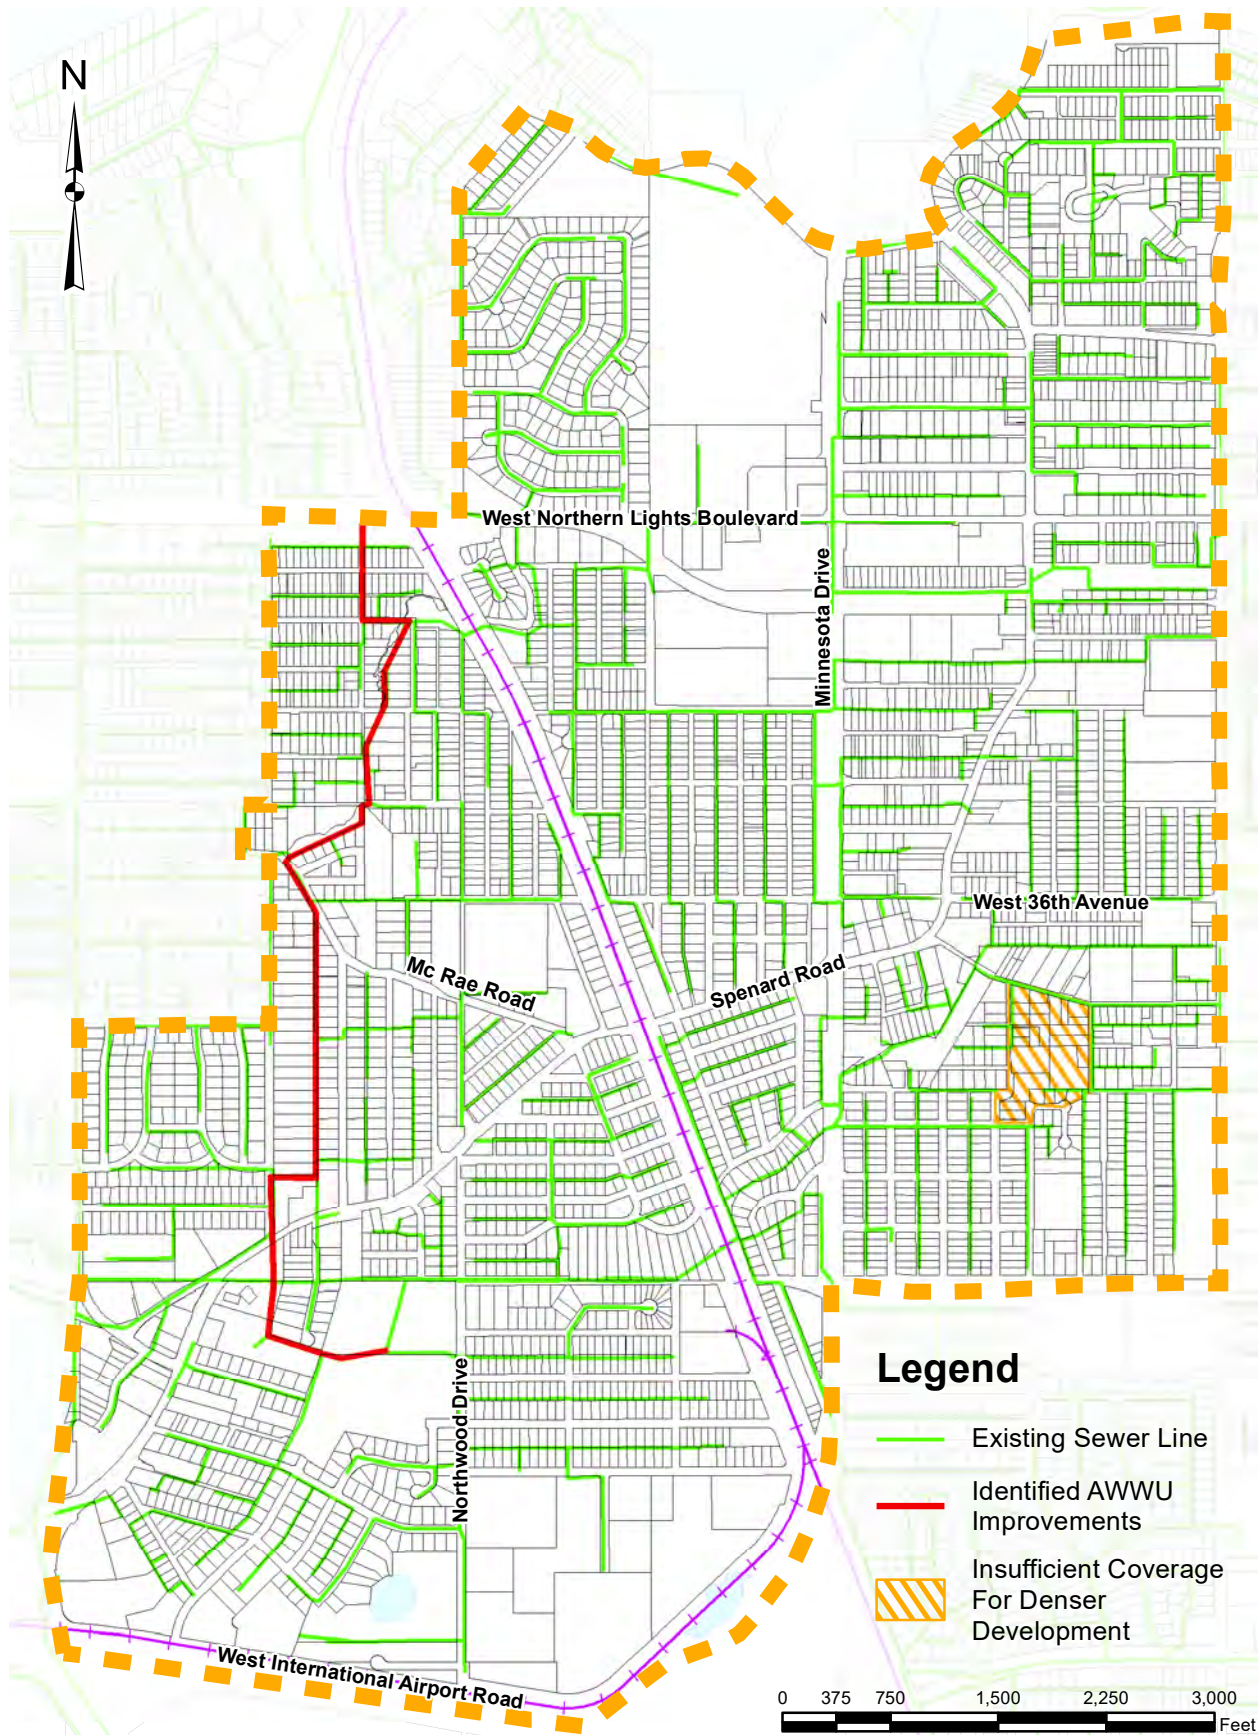 N
West Northern Lights Boulevard
Minnesota Drive
West 36th Avenue
Mc Rae Road
Spenard Road
Northwood Drive
West International Airport Road
Legend
Existing Sewer Line
Identified AWWU
Improvements
Insufficient Coverage
For Denser
Development
0 375 750 1,500 2,250 3,000
Feet